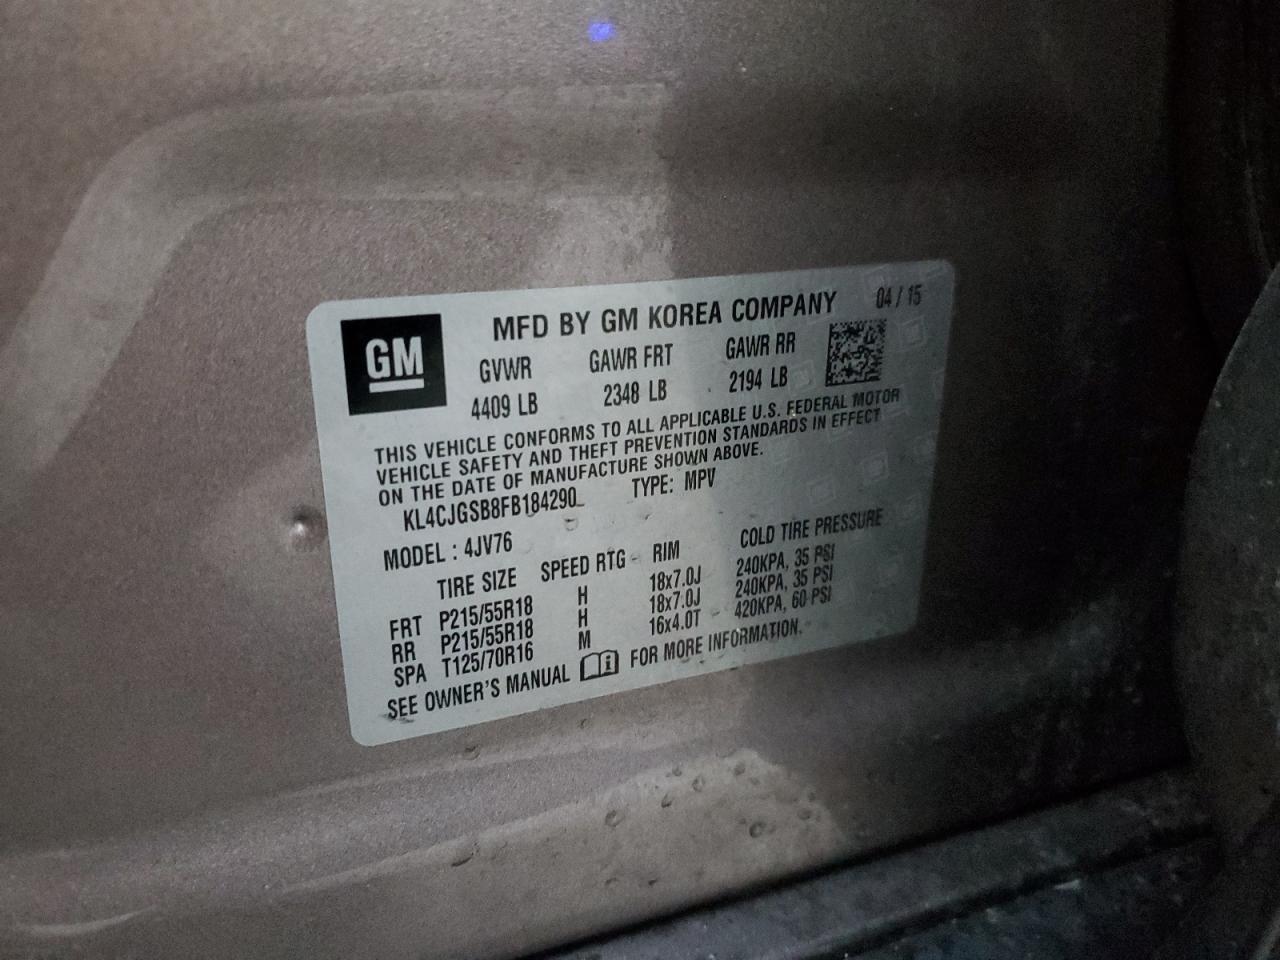 GM
MFD BY GM KOREA COMPANY 04 / 15
GVWR GAWR FRT GAWR RR
4409 LB 2348 LB 2194 LB
THIS VEHICLE CONFORMS TO ALL APPLICABLE U.S. FEDERAL MOTOR
VEHICLE SAFETY AND THEFT PREVENTION STANDARDS IN EFFECT
ON THE DATE OF MANUFACTURE SHOWN ABOVE.
KL4CJGSB8FB184290 TYPE: MPV
MODEL : 4JV76
TIRE SIZE SPEED RTG RIM COLD TIRE PRESSURE
FRT P215/55R18 H 18x7.0J 240KPA, 35 PSI
RR P215/55R18 H 18x7.0J 240KPA, 35 PSI
SPA T125/70R16 M 16x4.0T 420KPA, 60 PSI
SEE OWNER'S MANUAL i FOR MORE INFORMATION.